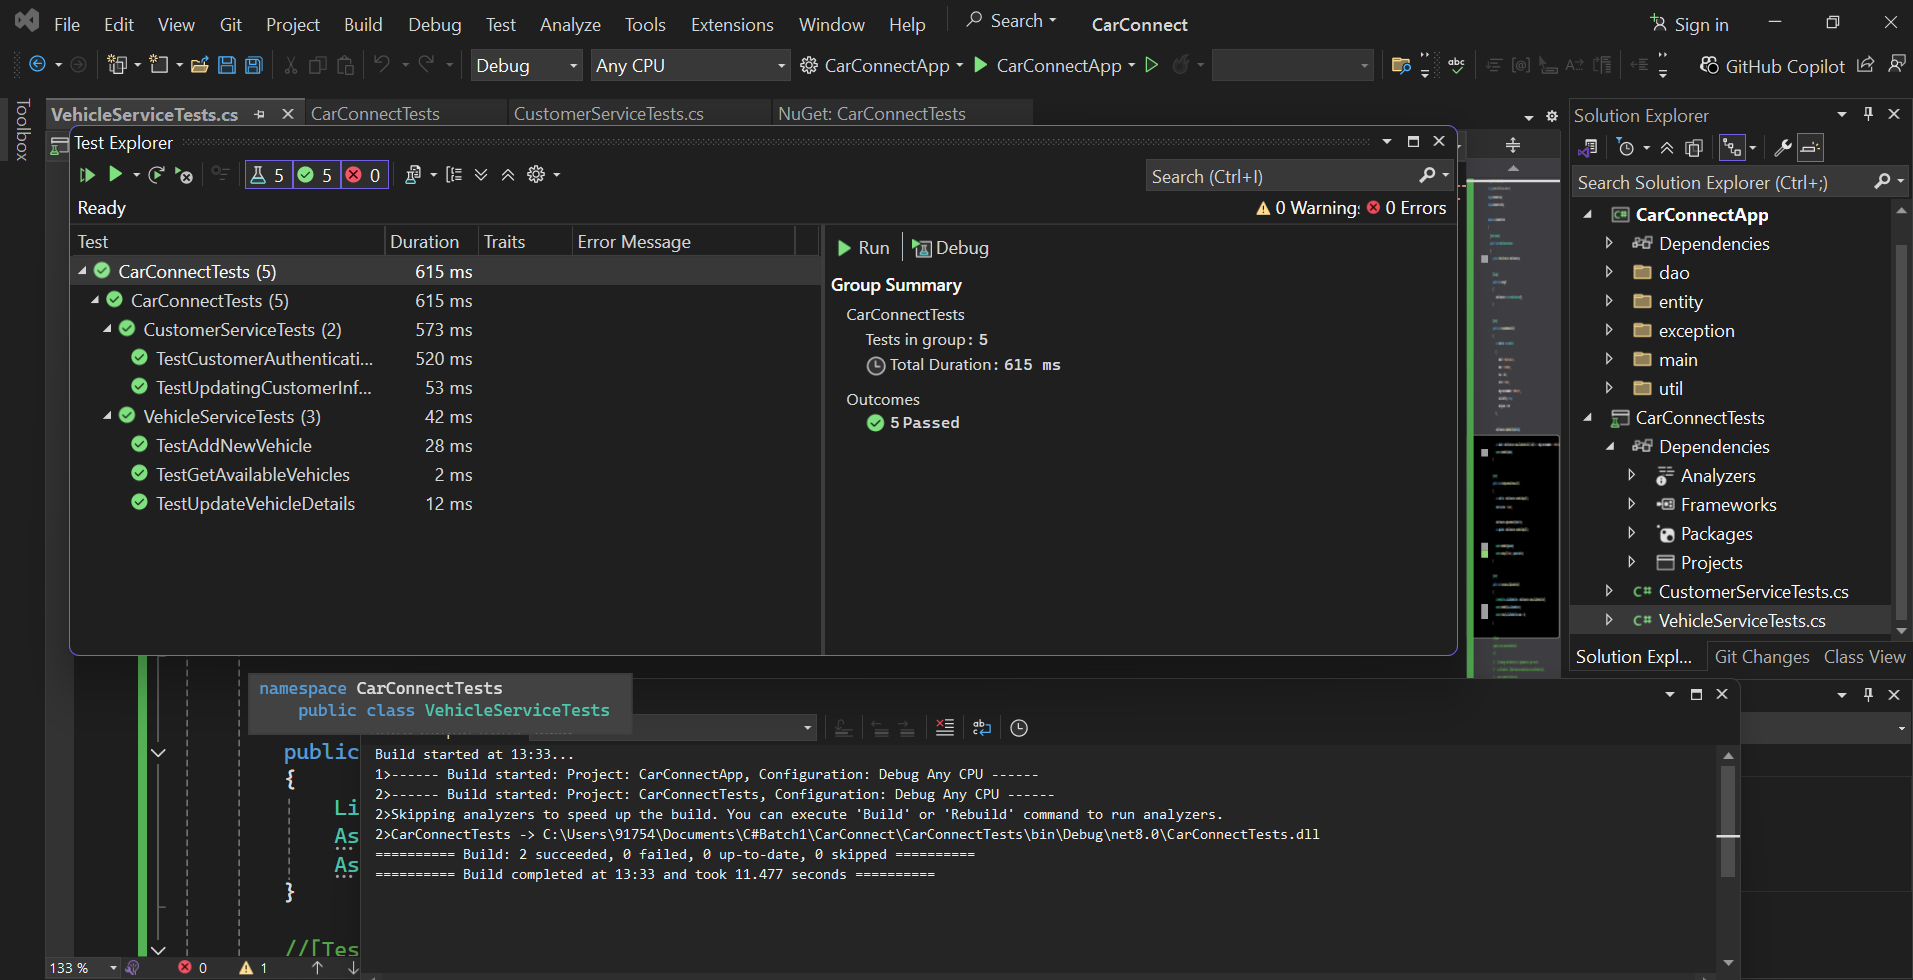 File Edit View Git Project Build Debug Test Analyze Tools Extensions Window Help Search CarConnect Sign in
Debug Any CPU CarConnectApp CarConnectApp GitHub Copilot
Toolbox
VehicleServiceTests.cs CarConnectTests CustomerServiceTests.cs NuGet: CarConnectTests
Test Explorer
5 5 0
Search (Ctrl+I)
Ready
0 Warning 0 Errors
Test Duration Traits Error Message
CarConnectTests (5) 615 ms
CarConnectTests (5) 615 ms
CustomerServiceTests (2) 573 ms
TestCustomerAuthenticati... 520 ms
TestUpdatingCustomerInf... 53 ms
VehicleServiceTests (3) 42 ms
TestAddNewVehicle 28 ms
TestGetAvailableVehicles 2 ms
TestUpdateVehicleDetails 12 ms
Run Debug
Group Summary
CarConnectTests
Tests in group: 5
Total Duration: 615 ms
Outcomes
5 Passed
Solution Explorer
Search Solution Explorer (Ctrl+;)
CarConnectApp
Dependencies
dao
entity
exception
main
util
CarConnectTests
Dependencies
Analyzers
Frameworks
Packages
Projects
CustomerServiceTests.cs
VehicleServiceTests.cs
Solution Expl... Git Changes Class View
namespace CarConnectTests
public class VehicleServiceTests
public
{
Li
As
As
}
//[Tes
Build started at 13:33...
1>------ Build started: Project: CarConnectApp, Configuration: Debug Any CPU ------
2>------ Build started: Project: CarConnectTests, Configuration: Debug Any CPU ------
2>Skipping analyzers to speed up the build. You can execute 'Build' or 'Rebuild' command to run analyzers.
2>CarConnectTests -> C:\Users\91754\Documents\C#Batch1\CarConnect\CarConnectTests\bin\Debug\net8.0\CarConnectTests.dll
========== Build: 2 succeeded, 0 failed, 0 up-to-date, 0 skipped ==========
========== Build completed at 13:33 and took 11.477 seconds ==========
133 % 0 1